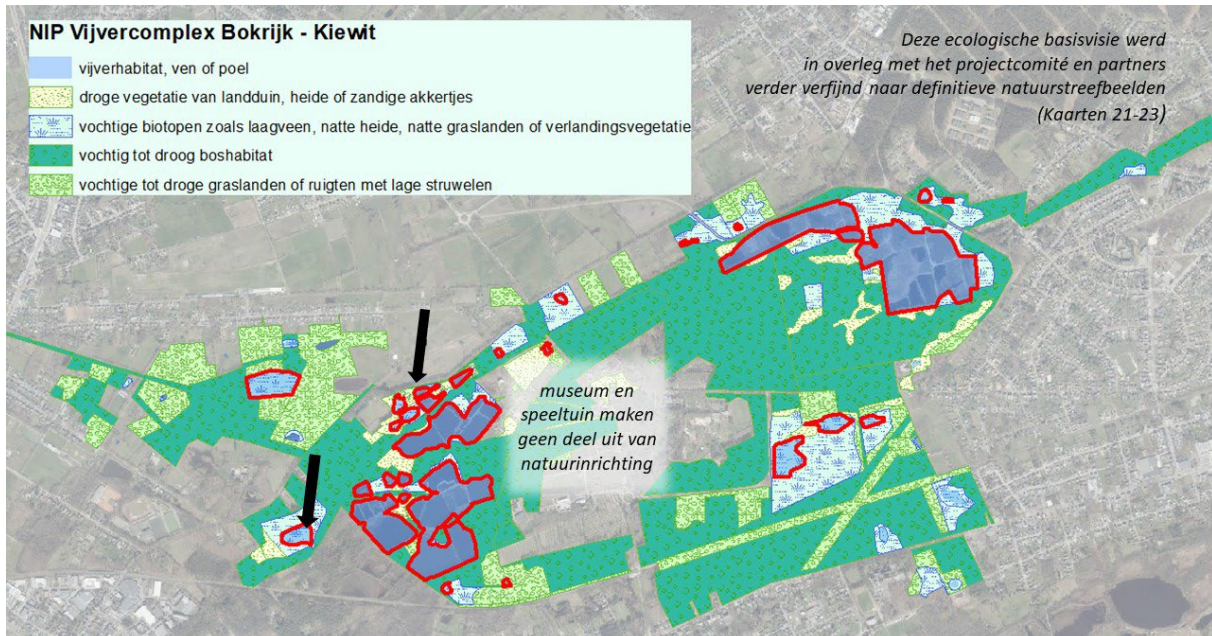 NIP Vijvercomplex Bokrijk - Kiewit
vijverhabitat, ven of poel
droge vegetatie van landduin, heide of zandige akkertjes
vochtige biotopen zoals laagveen, natte heide, natte graslanden of verlandingsvegetatie
vochtig tot droog boshabitat
vochtige tot droge graslanden of ruigten met lage struwelen
Deze ecologische basisvisie werd
in overleg met het projectcomité en partners
verder verfijnd naar definitieve natuurstreefbeelden
(Kaarten 21-23)
museum en
speeltuin maken
geen deel uit van
natuurinrichting